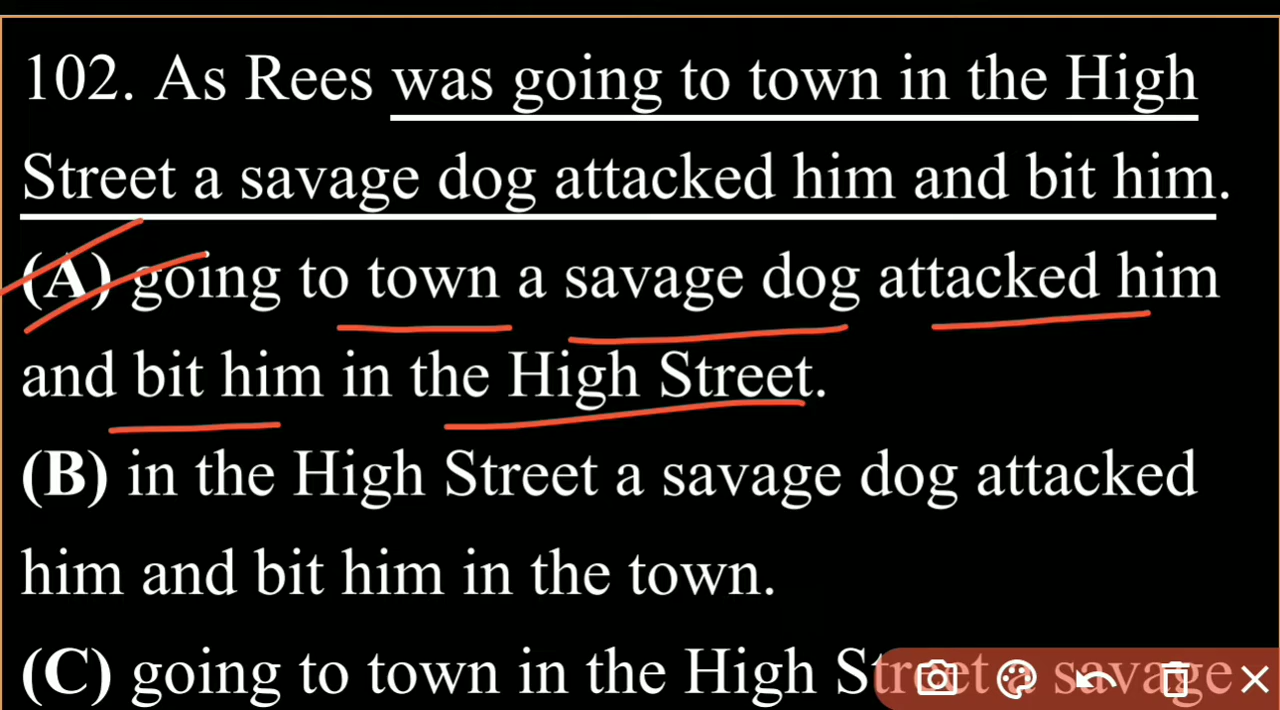 102. As Rees was going to town in the High
Street a savage dog attacked him and bit him.
(A) going to town a savage dog attacked him
and bit him in the High Street.
(B) in the High Street a savage dog attacked
him and bit him in the town.
(C) going to town in the High Street a savage